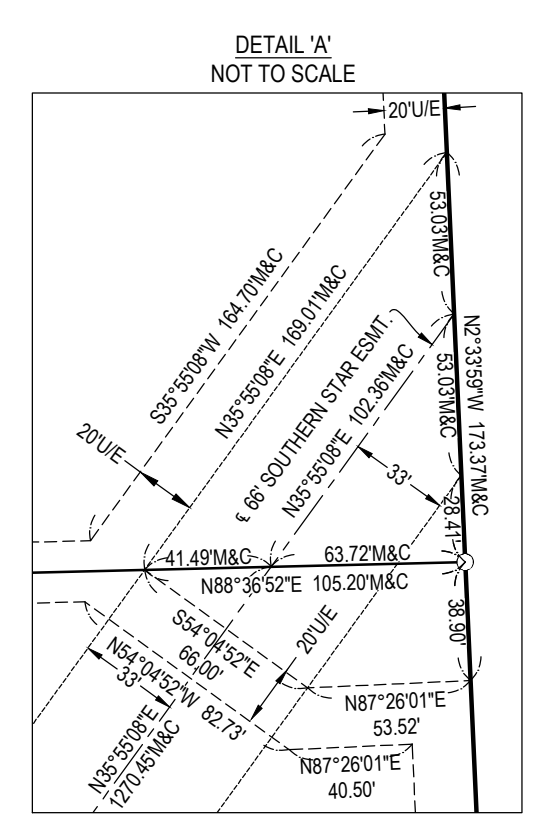 DETAIL 'A'
NOT TO SCALE
20'U/E
53.03'M&C
S35°55'08"W 164.70'M&C
N35°55'08"E 169.01'M&C
N2°33'59"W 173.37'M&C
53.03'M&C
℄ 66' SOUTHERN STAR ESMT.
N35°55'08"E 102.36'M&C
20'U/E
33'
28.41'
41.49'M&C
63.72'M&C
N88°36'52"E 105.20'M&C
38.90'
S54°04'52"E
66.00'
20'U/E
N54°04'52"W 82.73'
33'
N87°26'01"E
53.52'
N35°55'08"E
1270.45'M&C
N87°26'01"E
40.50'